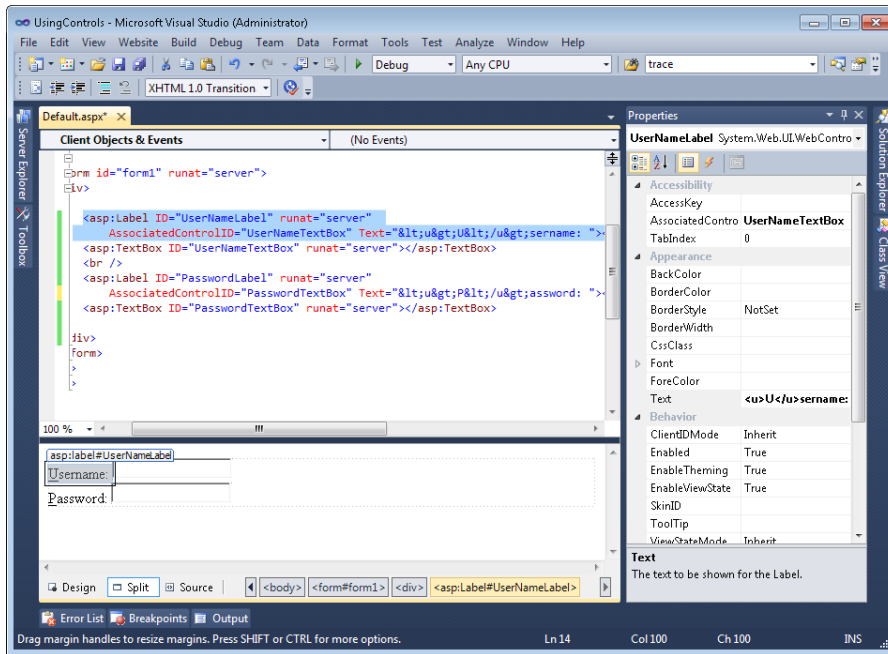 UsingControls - Microsoft Visual Studio (Administrator)
File Edit View Website Build Debug Team Data Format Tools Test Analyze Window Help
Debug Any CPU trace
XHTML 1.0 Transition
Server Explorer
Toolbox
Default.aspx*
Client Objects & Events (No Events)
orm id="form1" runat="server">
iv>
<asp:Label ID="UserNameLabel" runat="server"
AssociatedControlID="UserNameTextBox" Text="&lt;u&gt;U&lt;/u&gt;sername: "><
<asp:TextBox ID="UserNameTextBox" runat="server"></asp:TextBox>
<br />
<asp:Label ID="PasswordLabel" runat="server"
AssociatedControlID="PasswordTextBox" Text="&lt;u&gt;P&lt;/u&gt;assword: "><
<asp:TextBox ID="PasswordTextBox" runat="server"></asp:TextBox>
div>
form>
>
>
100 %
asp:label#UserNameLabel
Username:
Password:
Design Split Source <body> <form#form1> <div> <asp:Label#UserNameLabel>
Properties
UserNameLabel System.Web.UI.WebContro
Accessibility
AccessKey
AssociatedContro UserNameTextBox
TabIndex 0
Appearance
BackColor
BorderColor
BorderStyle NotSet
BorderWidth
CssClass
Font
ForeColor
Text <u>U</u>sername:
Behavior
ClientIDMode Inherit
Enabled True
EnableTheming True
EnableViewState True
SkinID
ToolTip
ViewStateMode Inherit
Text
The text to be shown for the Label.
Solution Explorer
Class View
Error List Breakpoints Output
Drag margin handles to resize margins. Press SHIFT or CTRL for more options. Ln 14 Col 100 Ch 100 INS